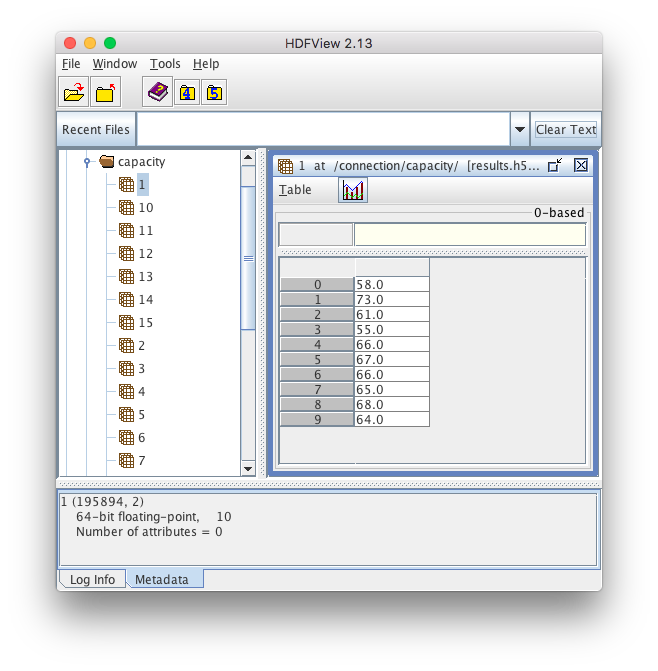 HDFView 2.13
File Window Tools Help
4 5
Recent Files Clear Text
capacity
1
10
11
12
13
14
15
2
3
4
5
6
7
1 at /connection/capacity/ [results.h5...
Table
0-based
0 58.0
1 73.0
2 61.0
3 55.0
4 66.0
5 67.0
6 66.0
7 65.0
8 68.0
9 64.0
1 (195894, 2)
64-bit floating-point, 10
Number of attributes = 0
Log Info Metadata